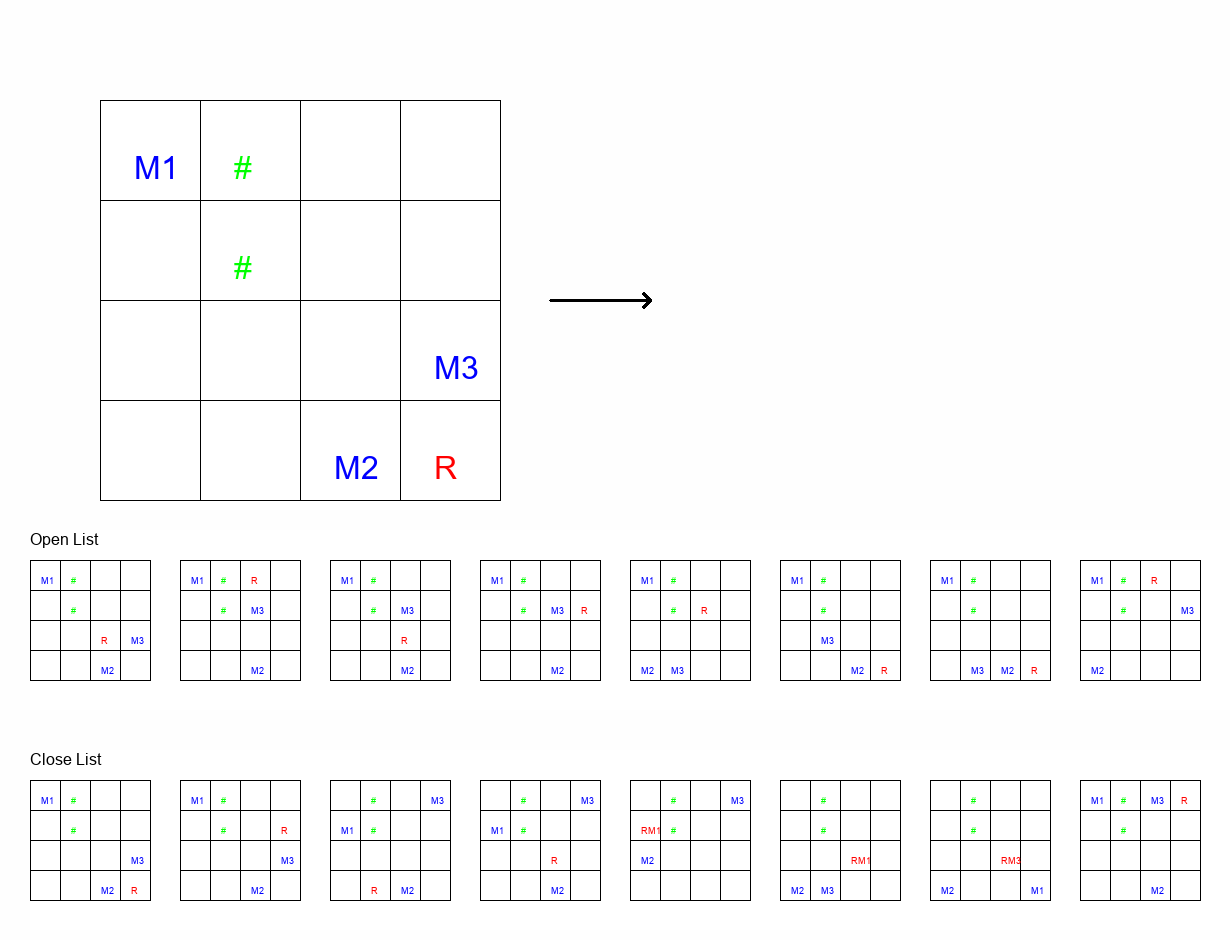 M1 #
#
M3
M2 R
Open List
M1 # M1 # R M1 # M1 # M1 # M1 # M1 # M1 # R
# # M3 # M3 # M3 R # R # # # M3
R M3 R M3
M2 M2 M2 M2 M2 M3 M2 R M3 M2 R M2
Close List
M1 # M1 # # M3 # M3 # M3 # # M1 # M3 R
# # R M1 # M1 # RM1 # # # #
M3 M3 R M2 RM1 RM3
M2 R M2 R M2 M2 M2 M3 M2 M1 M2